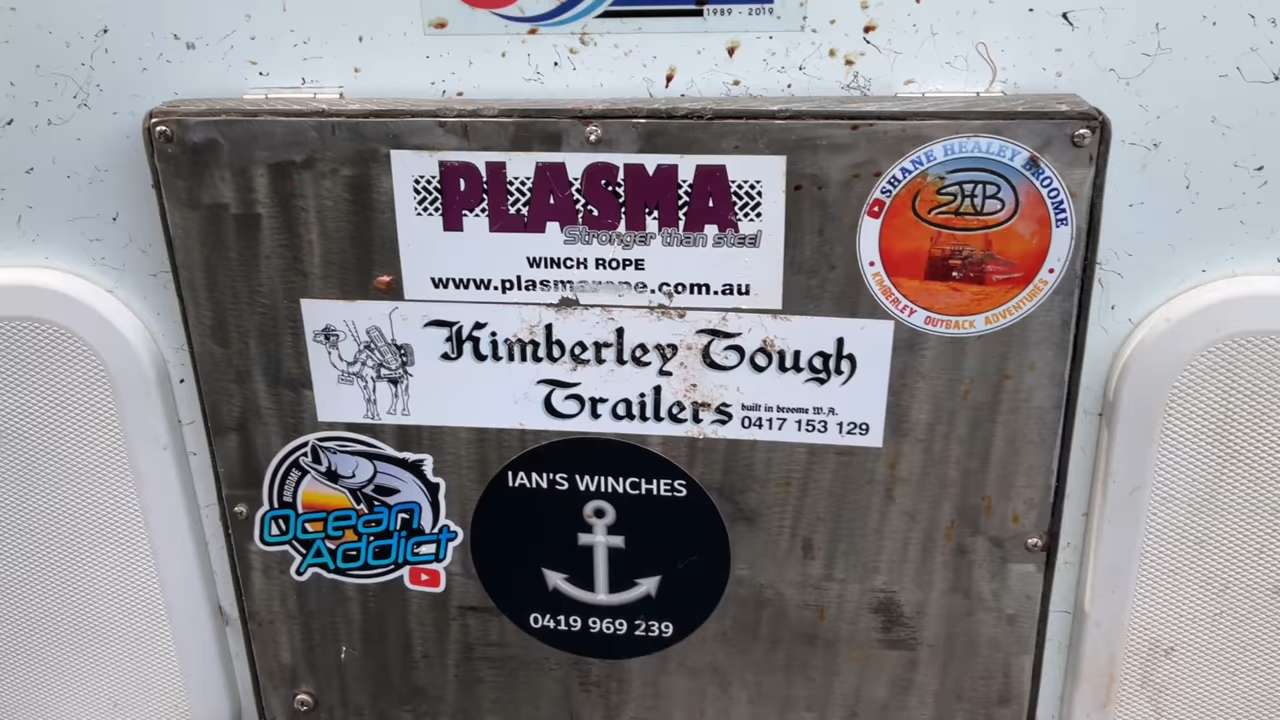 1989 - 2019
PLASMA
Stronger than steel
WINCH ROPE
www.plasmarope.com.au
SHANE HEALEY BROOME
SHB
KIMBERLEY OUTBACK ADVENTURES
Kimberley Tough
Trailers
built in broome W.A.
0417 153 129
BROOME
Ocean
Addict
IAN'S WINCHES
0419 969 239